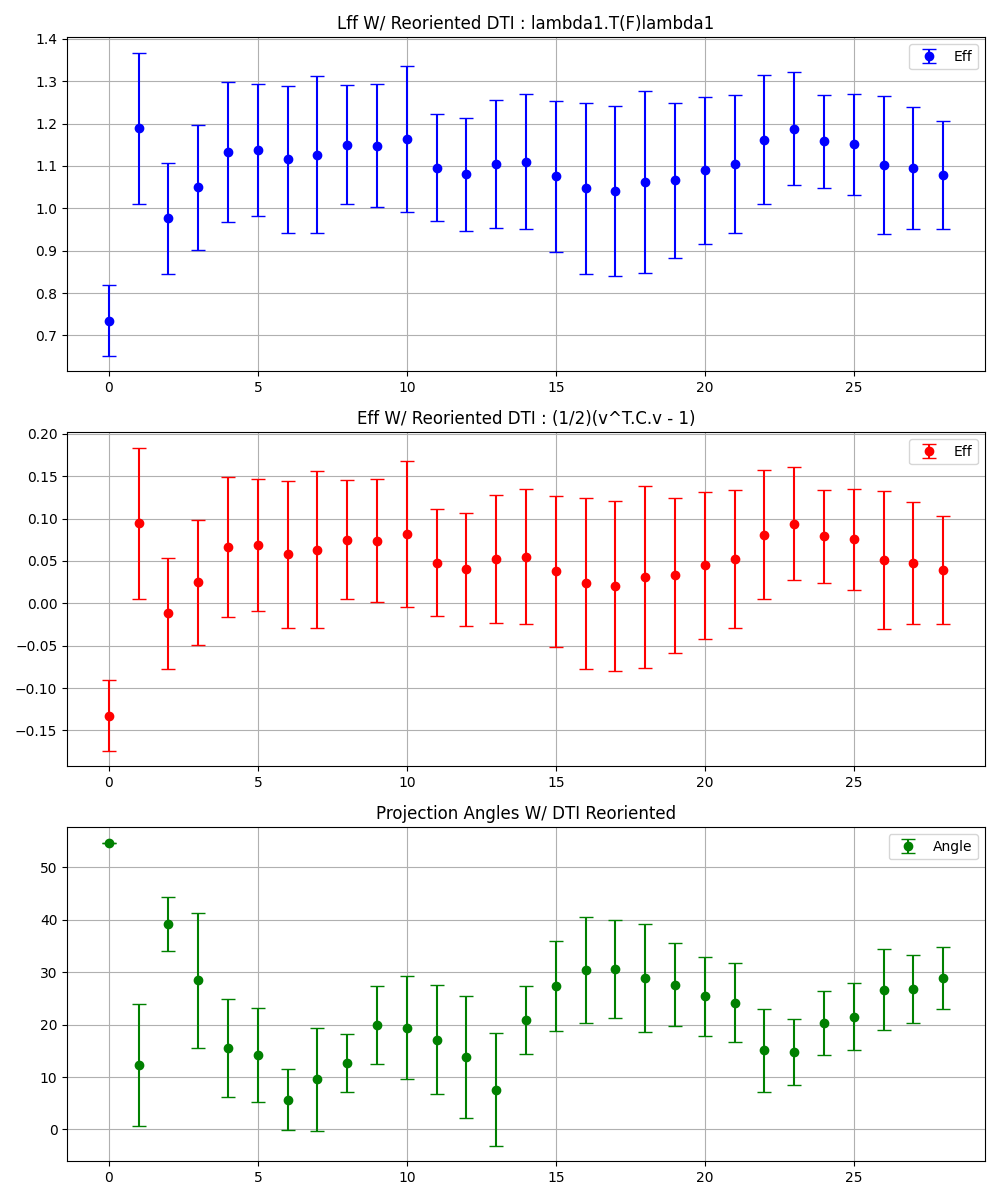 Lff W/ Reoriented DTI : lambda1.T(F)lambda1
1.4
1.3
1.2
1.1
1.0
0.9
0.8
0.7
Eff
0 5 10 15 20 25
Eff W/ Reoriented DTI : (1/2)(v^T.C.v - 1)
0.20
0.15
0.10
0.05
0.00
−0.05
−0.10
−0.15
Eff
0 5 10 15 20 25
Projection Angles W/ DTI Reoriented
50
40
30
20
10
0
Angle
0 5 10 15 20 25